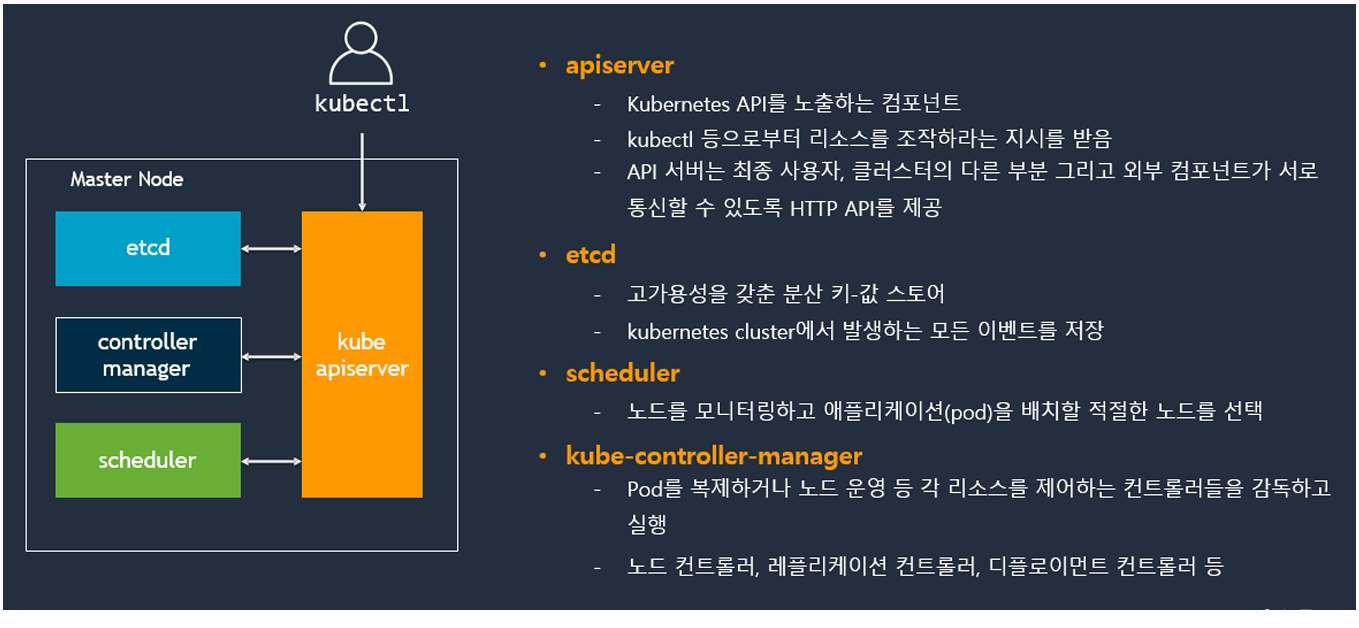 kubectl
Master Node
etcd
controller
manager
scheduler
kube
apiserver
• apiserver
- Kubernetes API를 노출하는 컴포넌트
- kubectl 등으로부터 리소스를 조작하라는 지시를 받음
- API 서버는 최종 사용자, 클러스터의 다른 부분 그리고 외부 컴포넌트가 서로
통신할 수 있도록 HTTP API를 제공
• etcd
- 고가용성을 갖춘 분산 키-값 스토어
- kubernetes cluster에서 발생하는 모든 이벤트를 저장
• scheduler
- 노드를 모니터링하고 애플리케이션(pod)을 배치할 적절한 노드를 선택
• kube-controller-manager
- Pod를 복제하거나 노드 운영 등 각 리소스를 제어하는 컨트롤러들을 감독하고
실행
- 노드 컨트롤러, 레플리케이션 컨트롤러, 디플로이먼트 컨트롤러 등